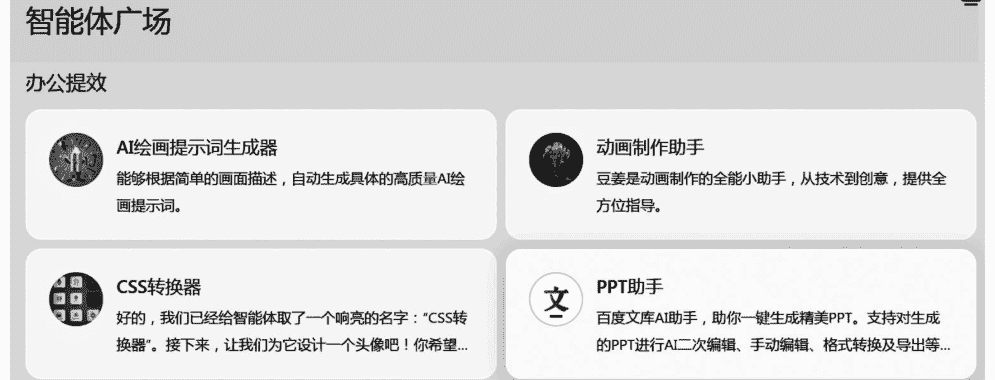 智能体广场
办公提效
AI绘画提示词生成器
能够根据简单的画面描述，自动生成具体的高质量AI绘
画提示词。
动画制作助手
豆姜是动画制作的全能小助手，从技术到创意，提供全
方位指导。
CSS转换器
好的，我们已经给智能体取了一个响亮的名字：“CSS转
换器”。接下来，让我们为它设计一个头像吧！你希望...
文
PPT助手
百度文库AI助手，助你一键生成精美PPT。支持对生成
的PPT进行AI二次编辑、手动编辑、格式转换及导出等...